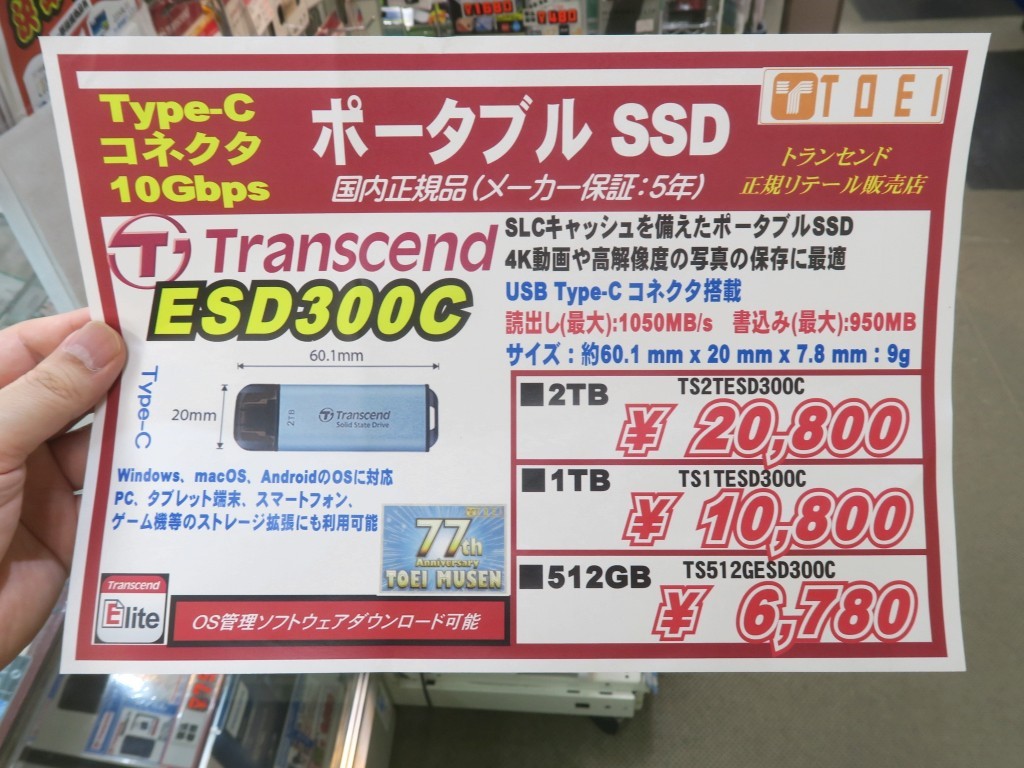 ¥1680
¥480
Type-C
コネクタ
10Gbps
ポータブル SSD
国内正規品（メーカー保証：5年）
TOEI
トランセンド
正規リテール販売店
Transcend
ESD300C
SLCキャッシュを備えたポータブルSSD
4K動画や高解像度の写真の保存に最適
USB Type-C コネクタ搭載
読出し(最大):1050MB/s 書込み(最大):950MB
サイズ：約60.1 mm x 20 mm x 7.8 mm：9g
60.1mm
20mm
Type-C
2TB
Transcend
Solid State Drive
Windows、macOS、AndroidのOSに対応
PC、タブレット端末、スマートフォン、
ゲーム機等のストレージ拡張にも利用可能
77th
Anniversary
TOEI MUSEN
Transcend
Elite
OS管理ソフトウェアダウンロード可能
■2TB TS2TESD300C
¥ 20,800
■1TB TS1TESD300C
¥ 10,800
■512GB TS512GESD300C
¥ 6,780